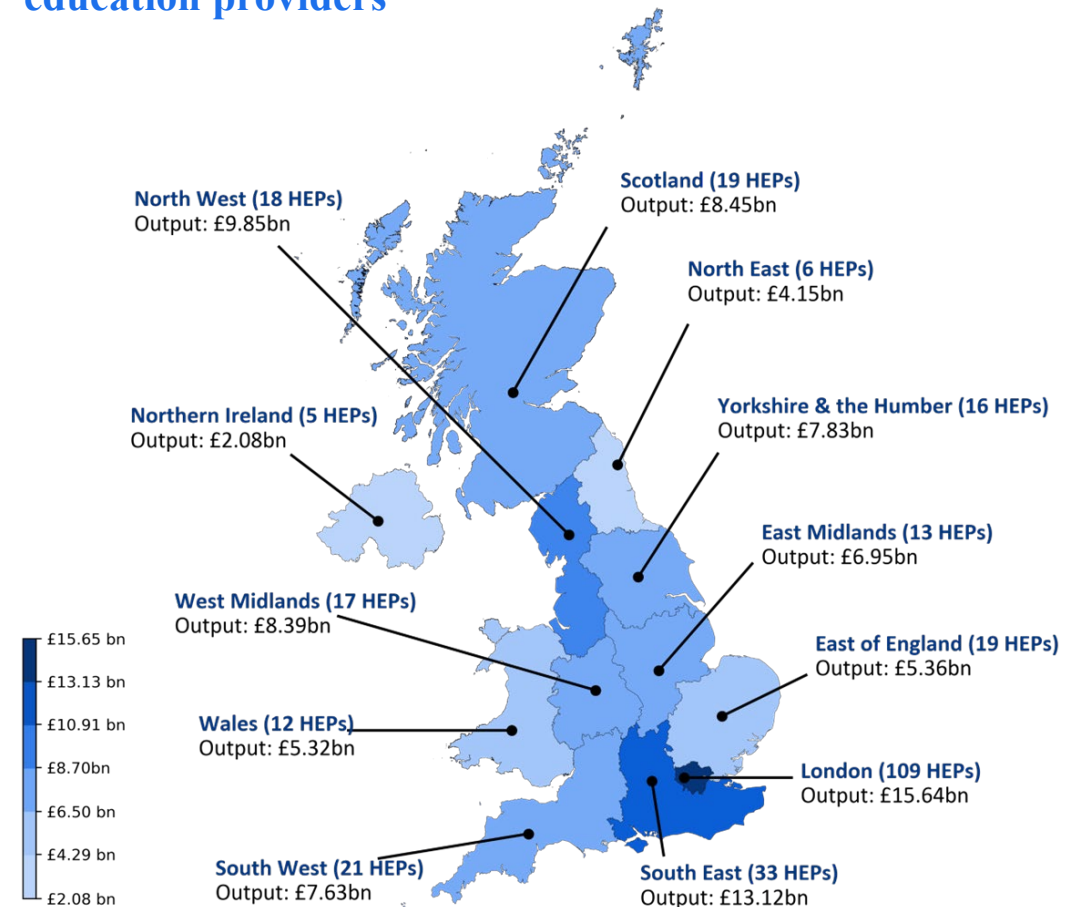 education providers
Scotland (19 HEPs)
Output: £8.45bn
North West (18 HEPs)
Output: £9.85bn
North East (6 HEPs)
Output: £4.15bn
Yorkshire & the Humber (16 HEPs)
Output: £7.83bn
Northern Ireland (5 HEPs)
Output: £2.08bn
East Midlands (13 HEPs)
Output: £6.95bn
West Midlands (17 HEPs)
Output: £8.39bn
East of England (19 HEPs)
Output: £5.36bn
Wales (12 HEPs)
Output: £5.32bn
London (109 HEPs)
Output: £15.64bn
South West (21 HEPs)
Output: £7.63bn
South East (33 HEPs)
Output: £13.12bn
£15.65 bn
£13.13 bn
£10.91 bn
£8.70bn
£6.50 bn
£4.29 bn
£2.08 bn